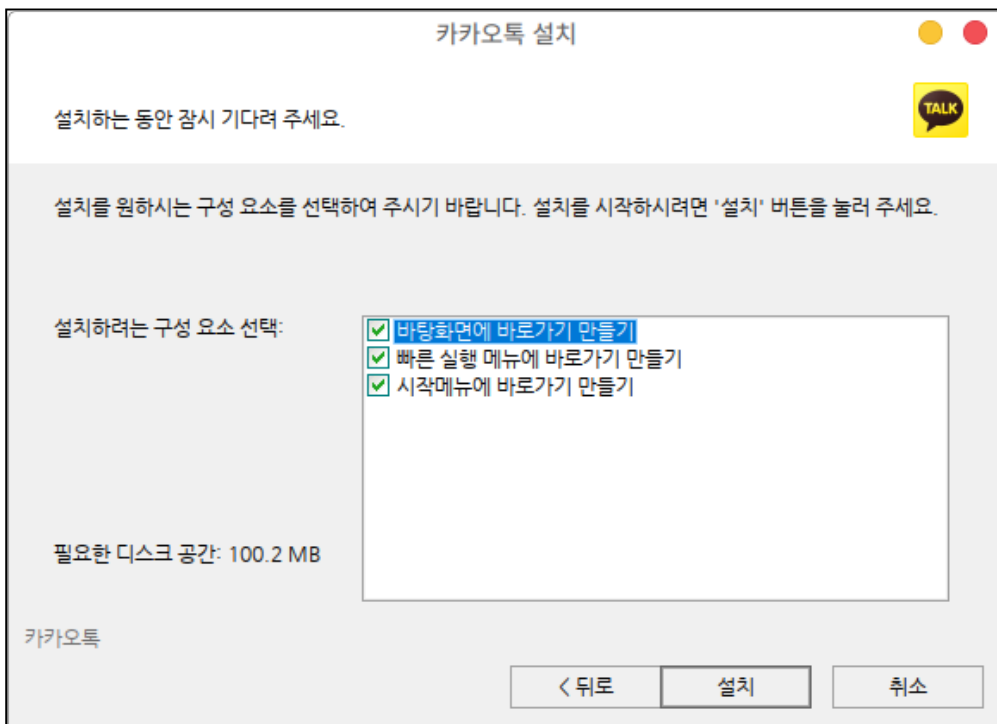 카카오톡 설치
설치하는 동안 잠시 기다려 주세요.
TALK
설치를 원하시는 구성 요소를 선택하여 주시기 바랍니다. 설치를 시작하시려면 '설치' 버튼을 눌러 주세요.
설치하려는 구성 요소 선택:
바탕화면에 바로가기 만들기
빠른 실행 메뉴에 바로가기 만들기
시작메뉴에 바로가기 만들기
필요한 디스크 공간: 100.2 MB
카카오톡
< 뒤로
설치
취소